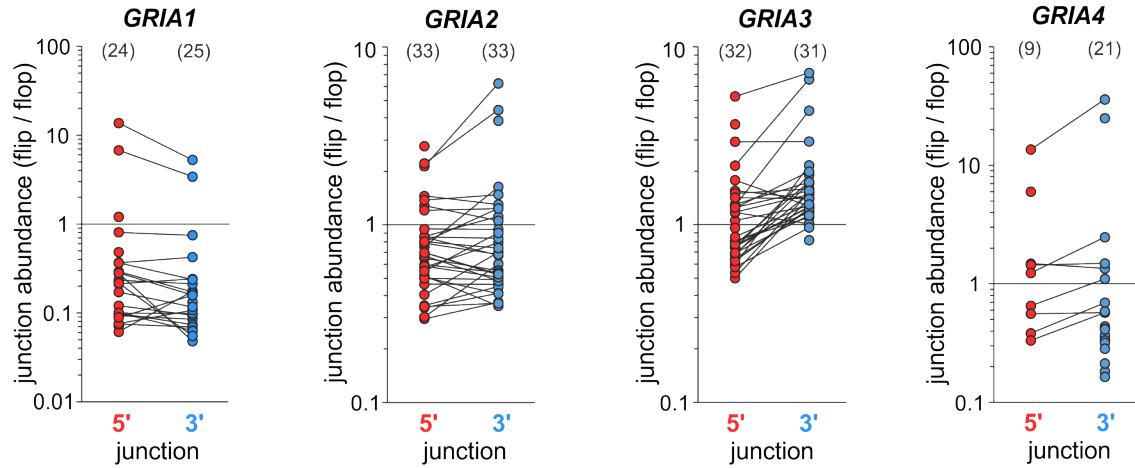 GRIA1
(24) (25)
100
10
1
0.1
0.01
junction abundance (flip / flop)
5' 3'
junction
GRIA2
(33) (33)
10
1
0.1
junction abundance (flip / flop)
5' 3'
junction
GRIA3
(32) (31)
10
1
0.1
junction abundance (flip / flop)
5' 3'
junction
GRIA4
(9) (21)
100
10
1
0.1
junction abundance (flip / flop)
5' 3'
junction